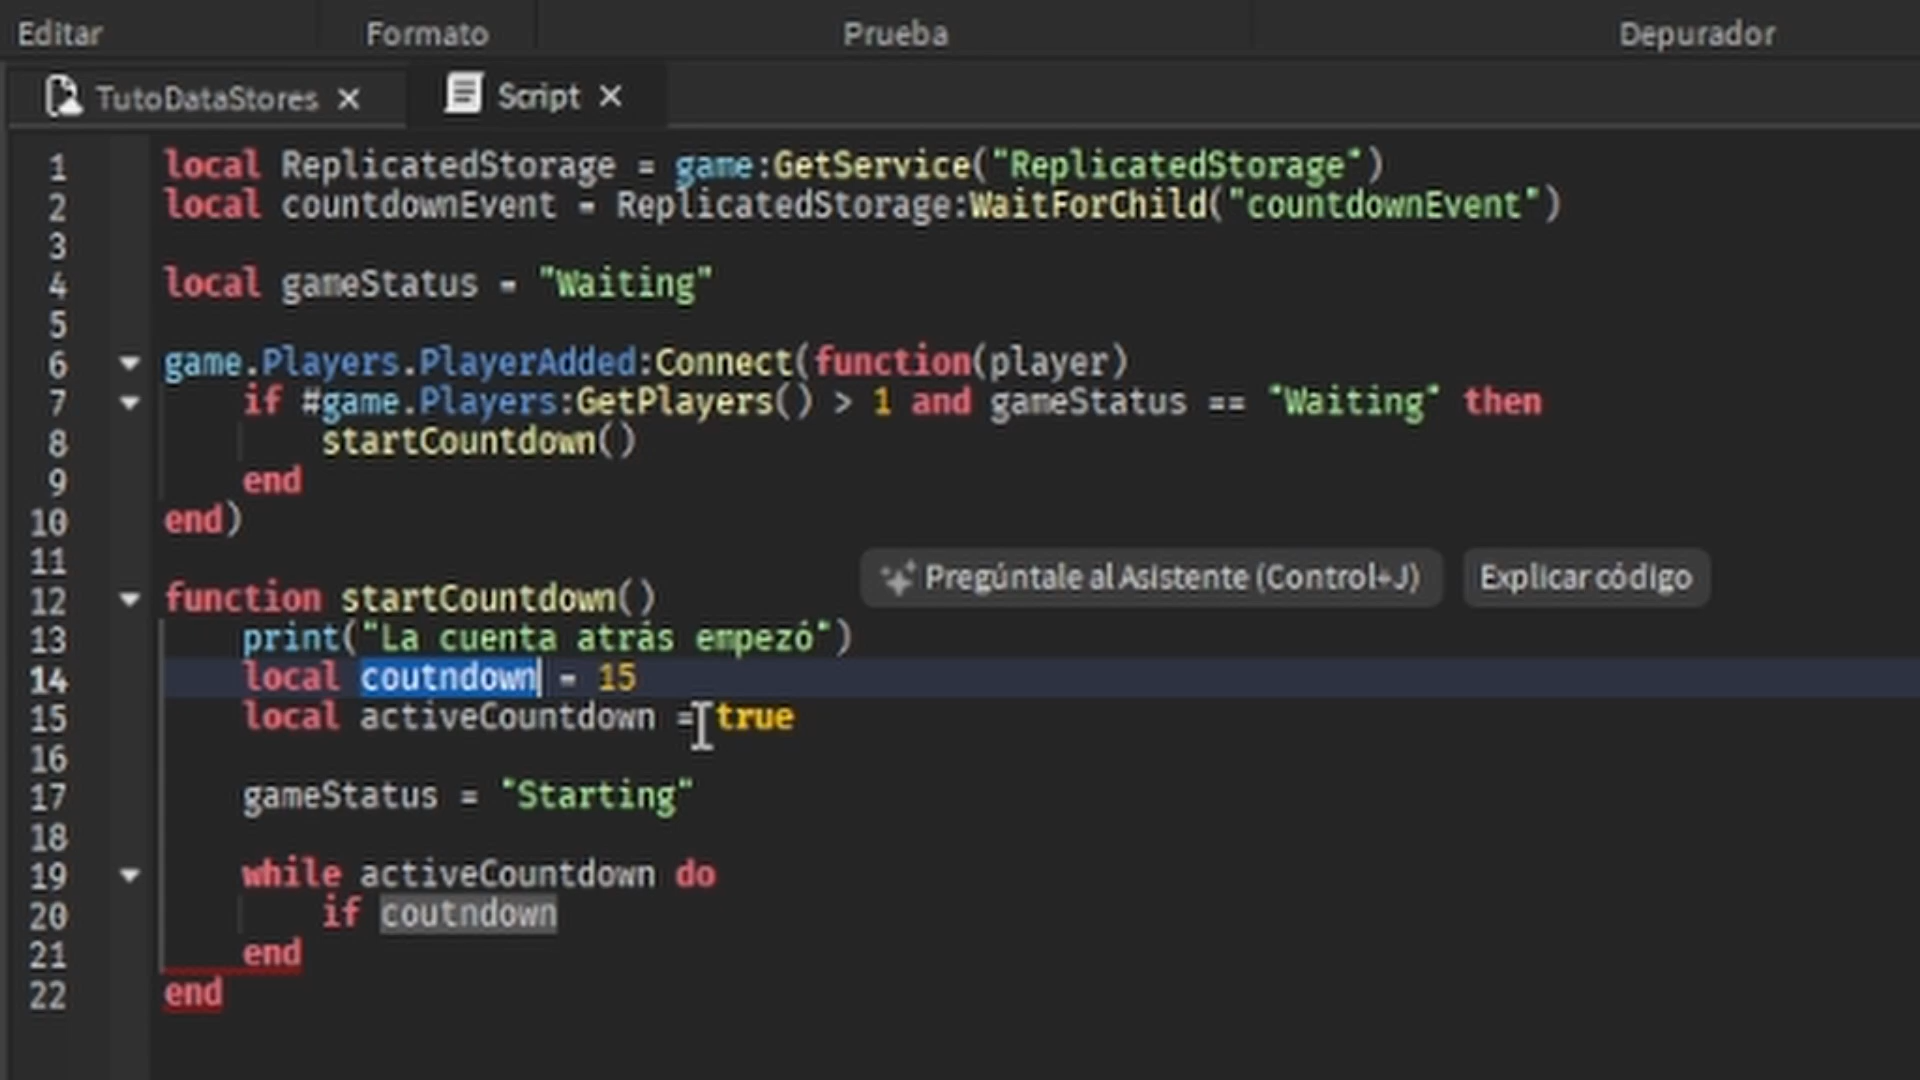 Editar Formato Prueba Depurador
TutoDataStores Script
1 local ReplicatedStorage = game:GetService("ReplicatedStorage")
2 local countdownEvent = ReplicatedStorage:WaitForChild("countdownEvent")
3
4 local gameStatus = "Waiting"
5
6 game.Players.PlayerAdded:Connect(function(player)
7 if #game.Players:GetPlayers() > 1 and gameStatus == "Waiting" then
8 startCountdown()
9 end
10 end)
11
Pregúntale al Asistente (Control+J) Explicar código
12 function startCountdown()
13 print("La cuenta atrás empezó")
14 local coutndown = 15
15 local activeCountdown = true
16
17 gameStatus = "Starting"
18
19 while activeCountdown do
20 if coutndown
21 end
22 end